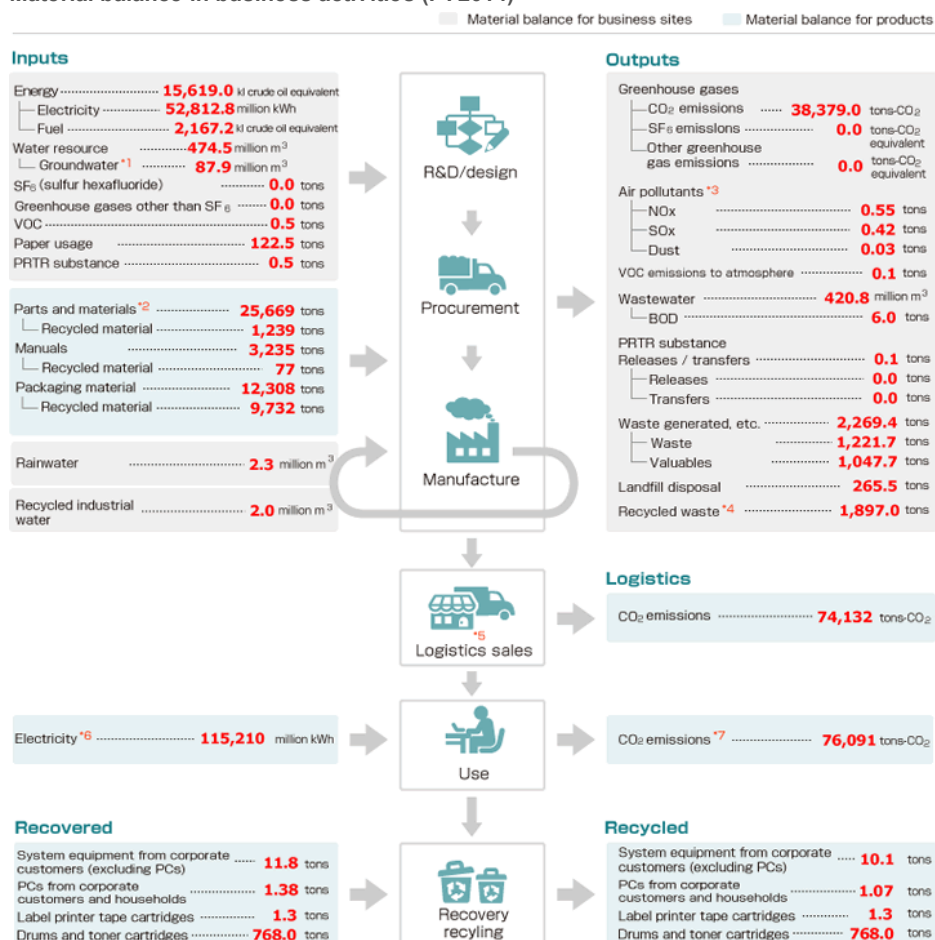 Material balance for business sites
Material balance for products
Inputs
Energy 15,619.0 kl crude oil equivalent
Electricity 52,812.8 million kWh
Fuel 2,167.2 kl crude oil equivalent
Water resource 474.5 million m3
Groundwater*1 87.9 million m3
SF6 (sulfur hexafluoride) 0.0 tons
Greenhouse gases other than SF6 0.0 tons
VOC 0.5 tons
Paper usage 122.5 tons
PRTR substance 0.5 tons
Parts and materials*2 25,669 tons
Recycled material 1,239 tons
Manuals 3,235 tons
Recycled material 77 tons
Packaging material 12,308 tons
Recycled material 9,732 tons
Rainwater 2.3 million m3
Recycled industrial
water 2.0 million m3
R&D/design
Procurement
Manufacture
Outputs
Greenhouse gases
CO2 emissions 38,379.0 tons-CO2
SF6 emissions 0.0 tons-CO2
equivalent
Other greenhouse
gas emissions 0.0 tons-CO2
equivalent
Air pollutants*3
NOx 0.55 tons
SOx 0.42 tons
Dust 0.03 tons
VOC emissions to atmosphere 0.1 tons
Wastewater 420.8 million m3
BOD 6.0 tons
PRTR substance
Releases / transfers 0.1 tons
Releases 0.0 tons
Transfers 0.0 tons
Waste generated, etc. 2,269.4 tons
Waste 1,221.7 tons
Valuables 1,047.7 tons
Landfill disposal 265.5 tons
Recycled waste*4 1,897.0 tons
*5
Logistics sales
Logistics
CO2 emissions 74,132 tons-CO2
Electricity*6 115,210 million kWh
Use
CO2 emissions*7 76,091 tons-CO2
Recovered
System equipment from corporate
customers (excluding PCs) 11.8 tons
PCs from corporate
customers and households 1.38 tons
Label printer tape cartridges 1.3 tons
Drums and toner cartridges 768.0 tons
Recovery
recyling
Recycled
System equipment from corporate
customers (excluding PCs) 10.1 tons
PCs from corporate
customers and households 1.07 tons
Label printer tape cartridges 1.3 tons
Drums and toner cartridges 768.0 tons